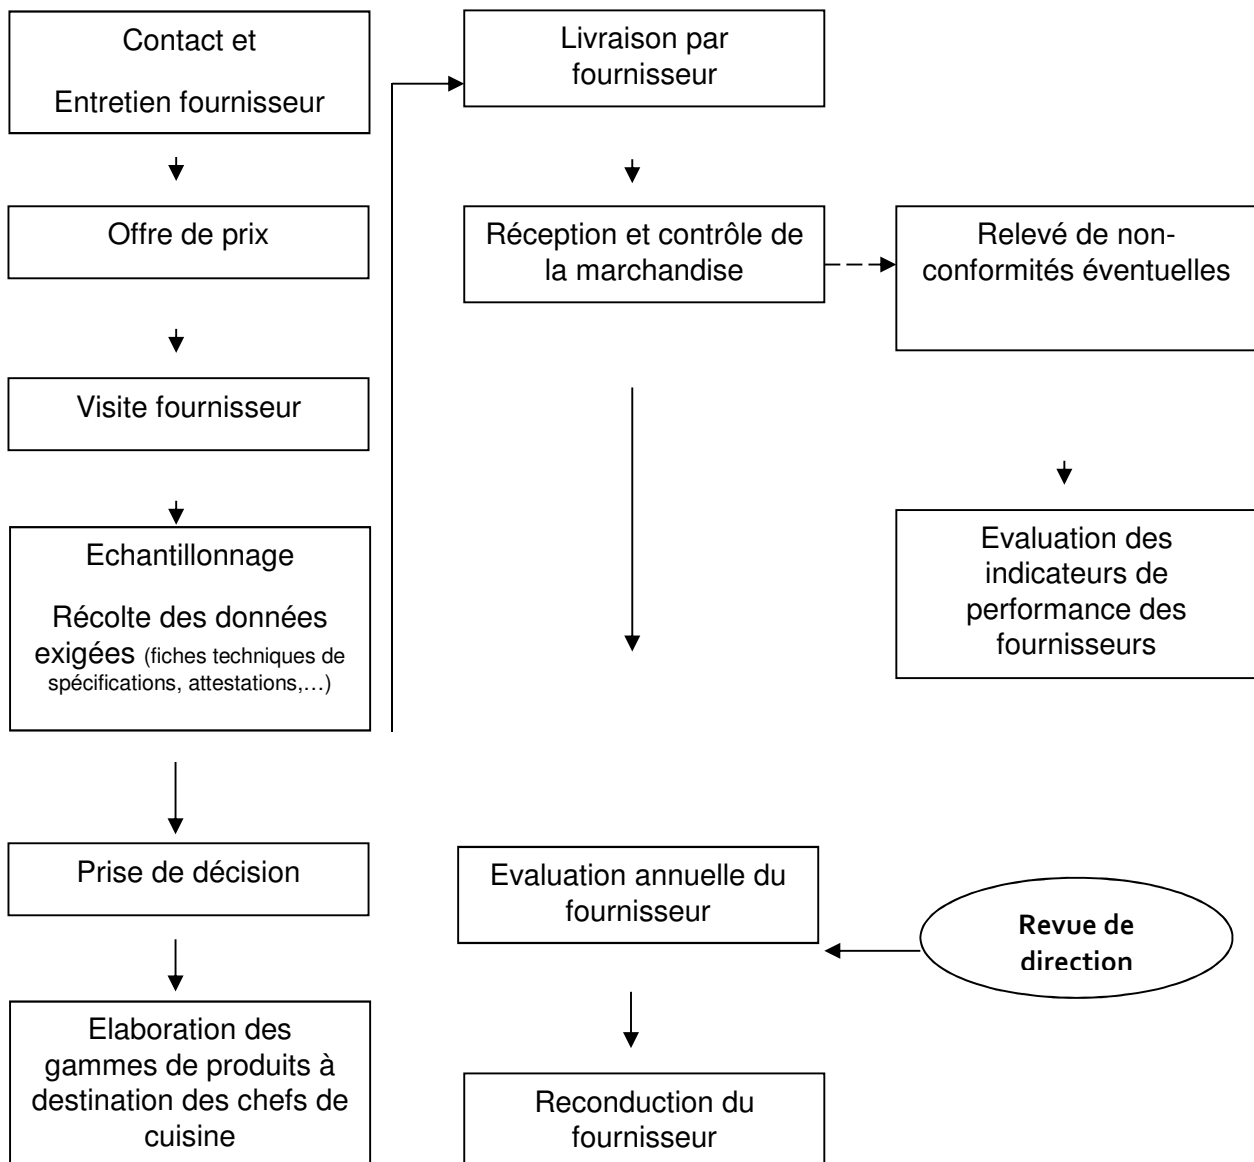 Contact et
Entretien fournisseur
Offre de prix
Visite fournisseur
Echantillonnage
Récolte des données
exigées (fiches techniques de
spécifications, attestations,…)
Prise de décision
Elaboration des
gammes de produits à
destination des chefs de
cuisine
Livraison par
fournisseur
Réception et contrôle de
la marchandise
Relevé de non-
conformités éventuelles
Evaluation des
indicateurs de
performance des
fournisseurs
Evaluation annuelle du
fournisseur
Revue de
direction
Reconduction du
fournisseur